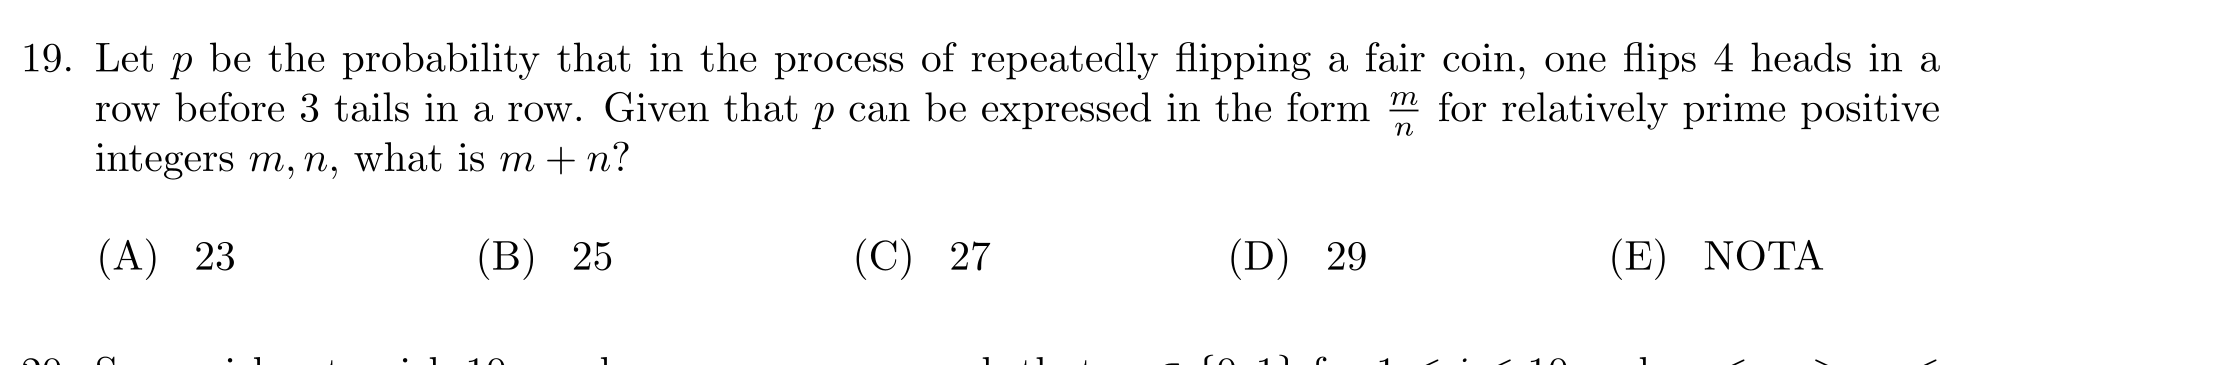 19. Let p be the probability that in the process of repeatedly flipping a fair coin, one flips 4 heads in a
row before 3 tails in a row. Given that p can be expressed in the form m/n for relatively prime positive
integers m, n, what is m + n?
(A) 23 (B) 25 (C) 27 (D) 29 (E) NOTA